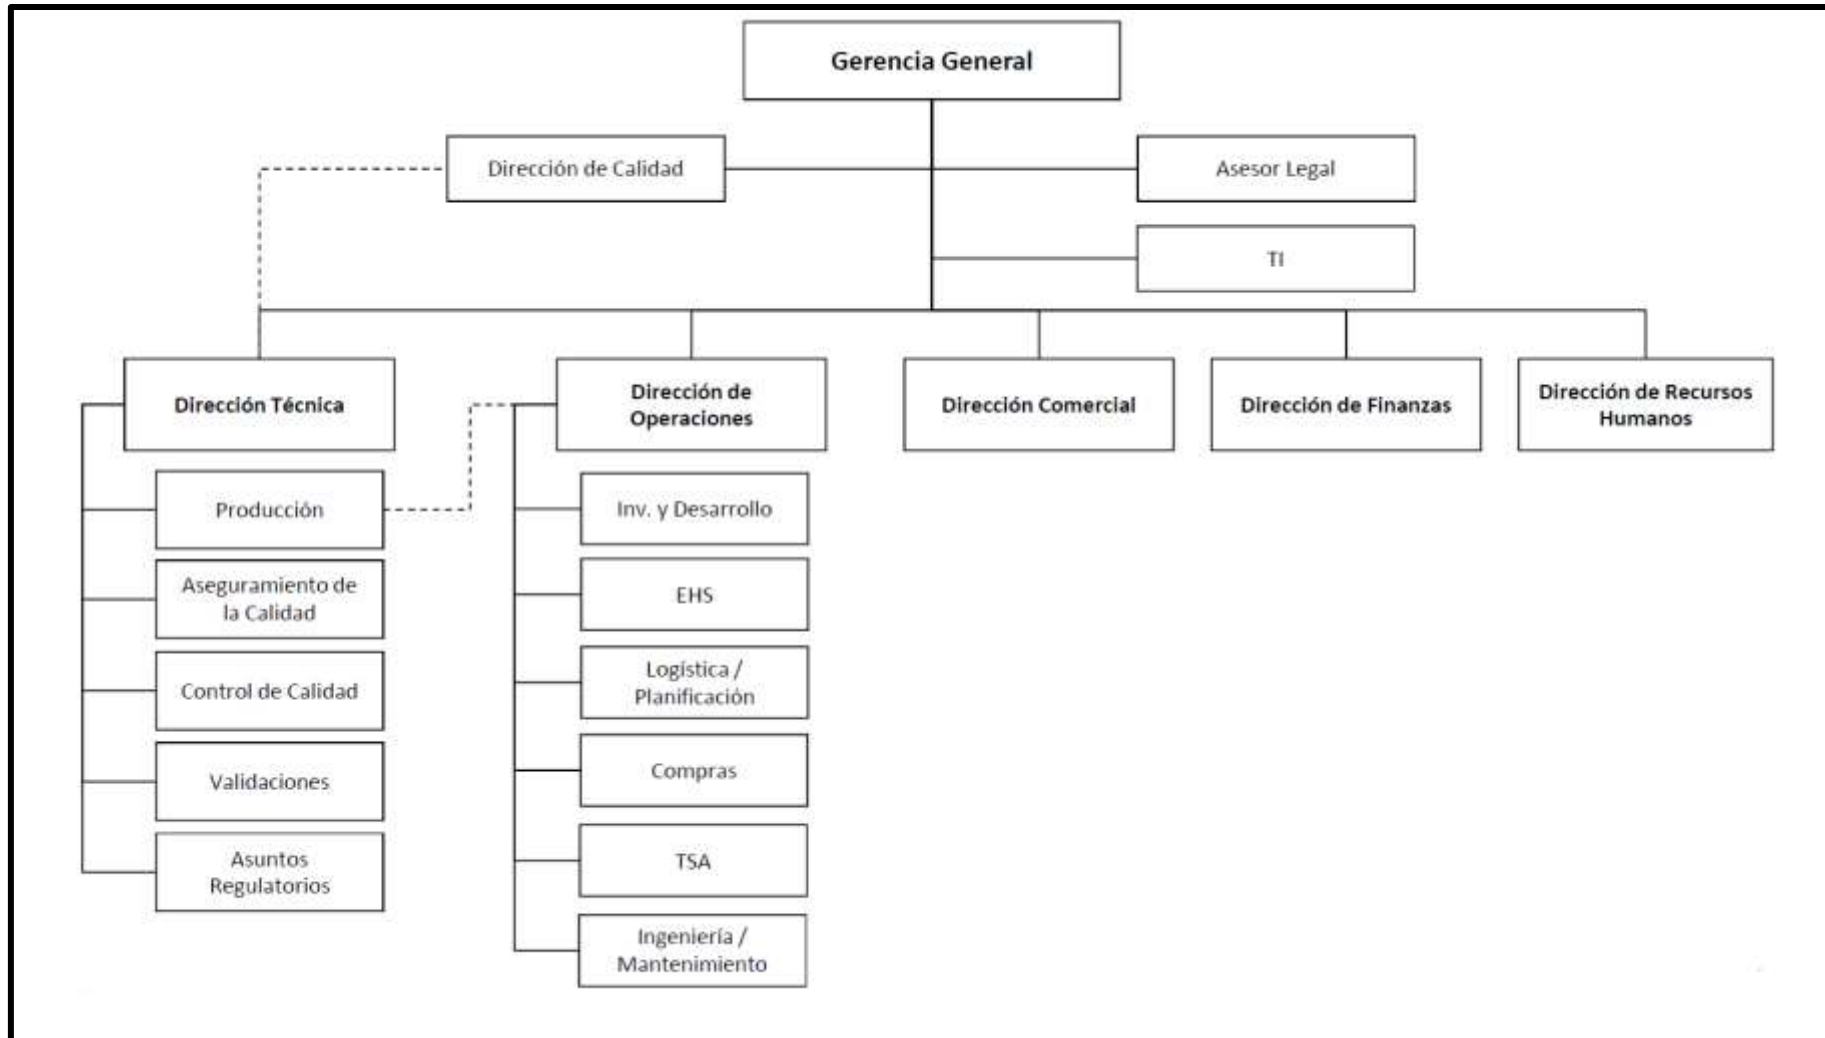 Gerencia General
Dirección de Calidad
Asesor Legal
TI
Dirección Técnica
Dirección de
Operaciones
Dirección Comercial
Dirección de Finanzas
Dirección de Recursos
Humanos
Producción
Aseguramiento de
la Calidad
Control de Calidad
Validaciones
Asuntos
Regulatorios
Inv. y Desarrollo
EHS
Logística /
Planificación
Compras
TSA
Ingeniería /
Mantenimiento